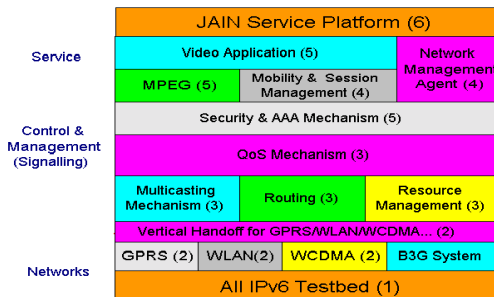 JAIN Service Platform (6)
Service
Video Application (5)
Network
Management
Agent (4)
MPEG (5)
Mobility & Session
Management (4)
Security & AAA Mechanism (5)
Control &
Management
(Signalling)
QoS Mechanism (3)
Multicasting
Mechanism (3)
Routing (3)
Resource
Management (3)
Vertical Handoff for GPRS/WLAN/WCDMA... (2)
Networks
GPRS (2)
WLAN(2)
WCDMA (2)
B3G System
All IPv6 Testbed (1)